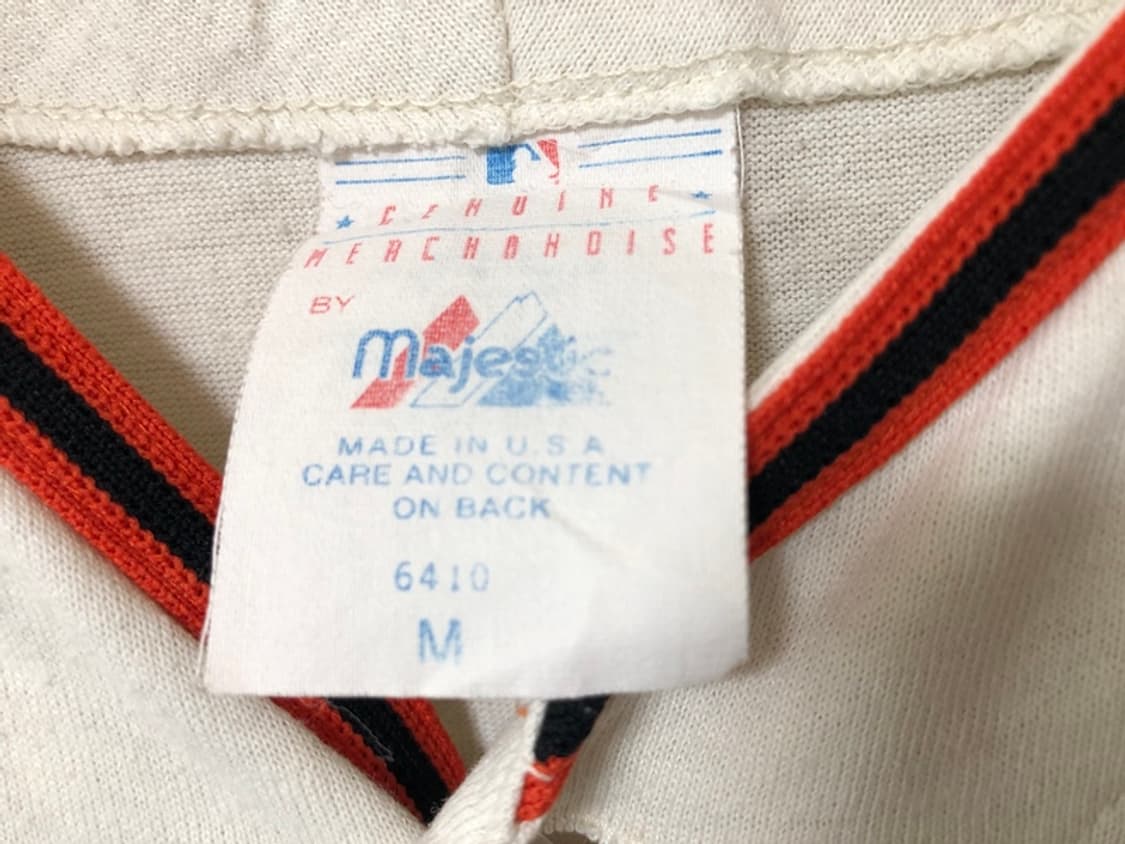 GENUINE
MERCHANDISE
BY
Majestic
MADE IN U.S.A
CARE AND CONTENT
ON BACK
6410
M